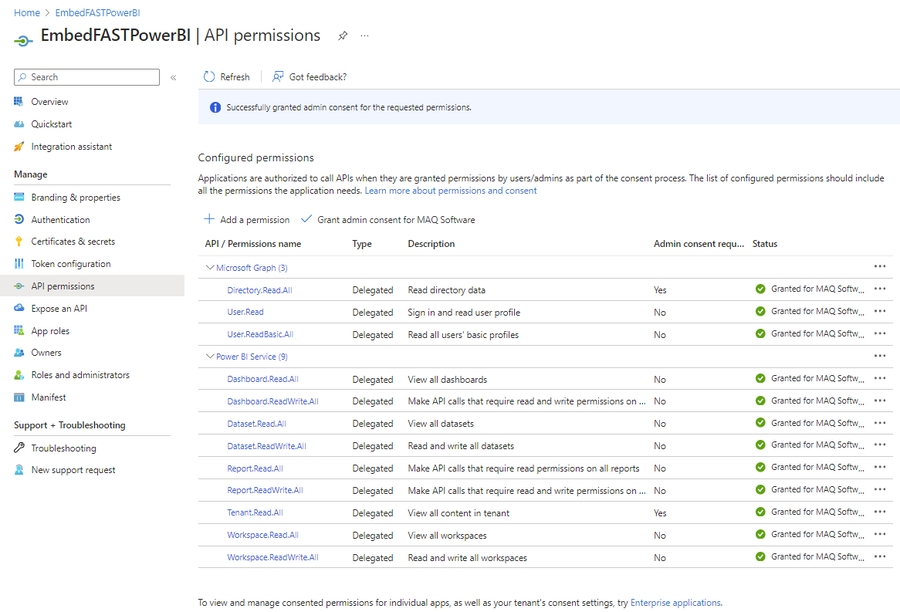 Home > EmbedFASTPowerBI
EmbedFASTPowerBI | API permissions
Search
«
Refresh
Got feedback?
Overview
Quickstart
Integration assistant
Manage
Branding & properties
Authentication
Certificates & secrets
Token configuration
API permissions
Expose an API
App roles
Owners
Roles and administrators
Manifest
Support + Troubleshooting
Troubleshooting
New support request
Successfully granted admin consent for the requested permissions.
Configured permissions
Applications are authorized to call APIs when they are granted permissions by users/admins as part of the consent process. The list of configured permissions should include
all the permissions the application needs. Learn more about permissions and consent
Add a permission Grant admin consent for MAQ Software
API / Permissions name Type Description Admin consent requ... Status
Microsoft Graph (3)
Directory.Read.All Delegated Read directory data Yes Granted for MAQ Softw...
User.Read Delegated Sign in and read user profile No Granted for MAQ Softw...
User.ReadBasic.All Delegated Read all users' basic profiles No Granted for MAQ Softw...
Power BI Service (9)
Dashboard.Read.All Delegated View all dashboards No Granted for MAQ Softw...
Dashboard.ReadWrite.All Delegated Make API calls that require read and write permissions on ... No Granted for MAQ Softw...
Dataset.Read.All Delegated View all datasets No Granted for MAQ Softw...
Dataset.ReadWrite.All Delegated Read and write all datasets No Granted for MAQ Softw...
Report.Read.All Delegated Make API calls that require read permissions on all reports No Granted for MAQ Softw...
Report.ReadWrite.All Delegated Make API calls that require read and write permissions on ... No Granted for MAQ Softw...
Tenant.Read.All Delegated View all content in tenant Yes Granted for MAQ Softw...
Workspace.Read.All Delegated View all workspaces No Granted for MAQ Softw...
Workspace.ReadWrite.All Delegated Read and write all workspaces No Granted for MAQ Softw...
To view and manage consented permissions for individual apps, as well as your tenant's consent settings, try Enterprise applications.